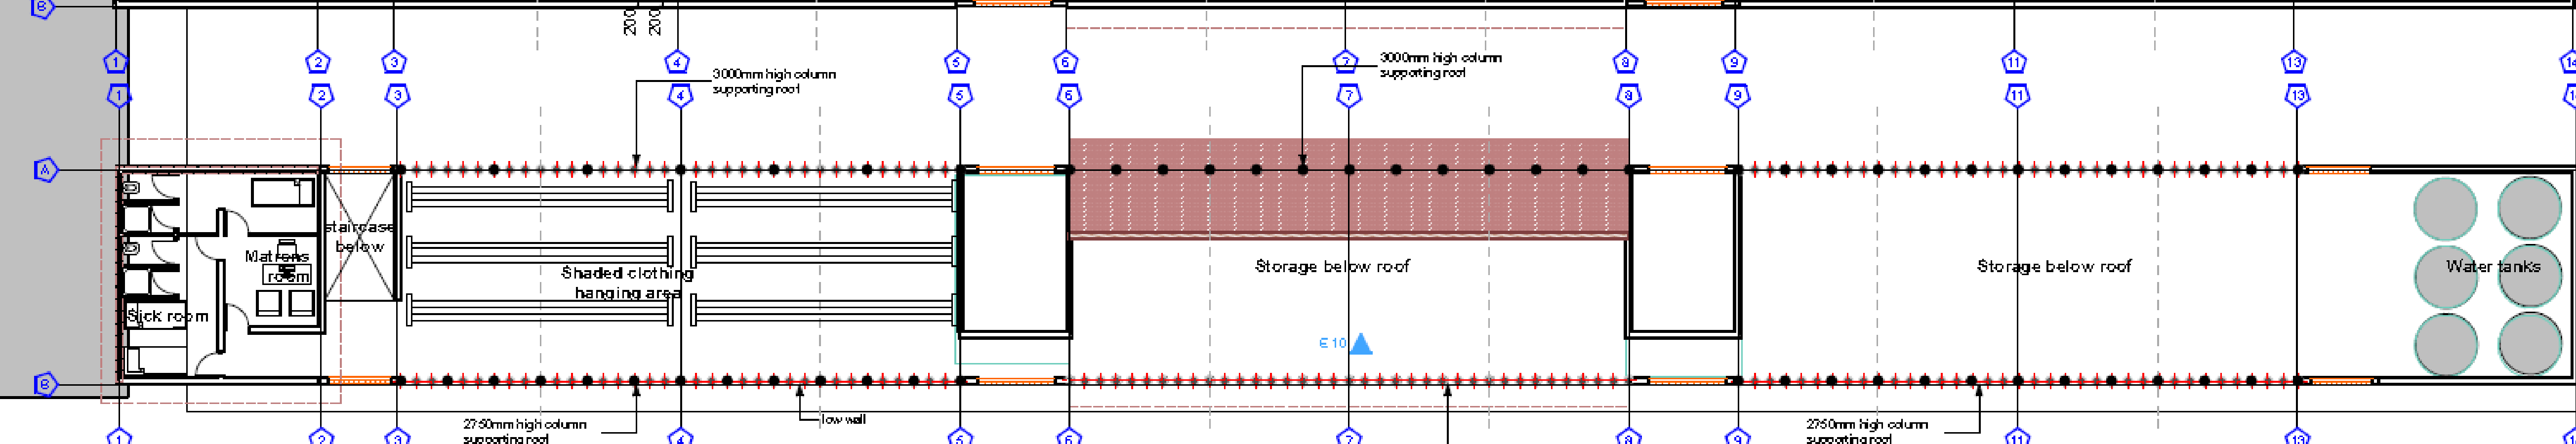 B
200
200
1 2 3 4 5 6 7 8 9 11 13 14
3000mm high column
supporting roof
3000mm high column
supporting roof
1 2 3 4 5 6 7 8 9 11 13
A
staircase
below
Matrons
room
Shaded clothing
hanging area
Storage below roof
Storage below roof
Water tanks
Sick room
E 10
B
2750mm high column
supporting roof
low wall
2750mm high column
supporting roof
1 2 3 4 5 6 7 8 9 11 13